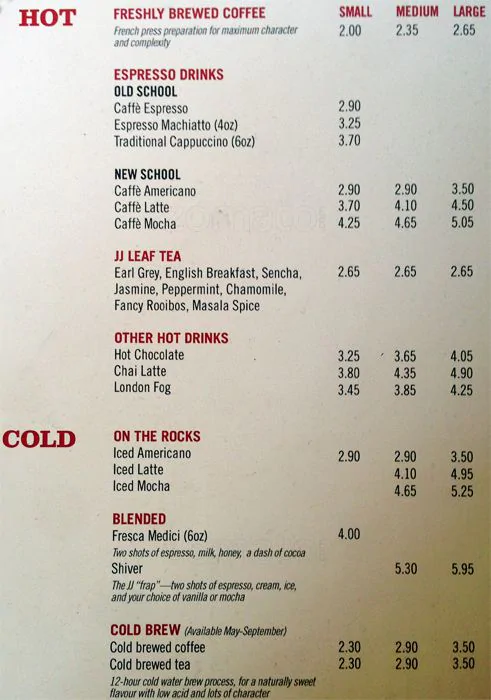 HOT
FRESHLY BREWED COFFEE SMALL MEDIUM LARGE
French press preparation for maximum character 2.00 2.35 2.65
and complexity
ESPRESSO DRINKS
OLD SCHOOL
Caffè Espresso 2.90
Espresso Machiatto (4oz) 3.25
Traditional Cappuccino (6oz) 3.70
NEW SCHOOL
Caffè Americano 2.90 2.90 3.50
Caffè Latte 3.70 4.10 4.50
Caffè Mocha 4.25 4.65 5.05
JJ LEAF TEA
Earl Grey, English Breakfast, Sencha, 2.65 2.65 2.65
Jasmine, Peppermint, Chamomile,
Fancy Rooibos, Masala Spice
OTHER HOT DRINKS
Hot Chocolate 3.25 3.65 4.05
Chai Latte 3.80 4.35 4.90
London Fog 3.45 3.85 4.25
COLD
ON THE ROCKS
Iced Americano 2.90 2.90 3.50
Iced Latte 4.10 4.95
Iced Mocha 4.65 5.25
BLENDED
Fresca Medici (6oz) 4.00
Two shots of espresso, milk, honey, a dash of cocoa
Shiver 5.30 5.95
The JJ "frap"—two shots of espresso, cream, ice,
and your choice of vanilla or mocha
COLD BREW (Available May-September)
Cold brewed coffee 2.30 2.90 3.50
Cold brewed tea 2.30 2.90 3.50
12-hour cold water brew process, for a naturally sweet
flavour with low acid and lots of character